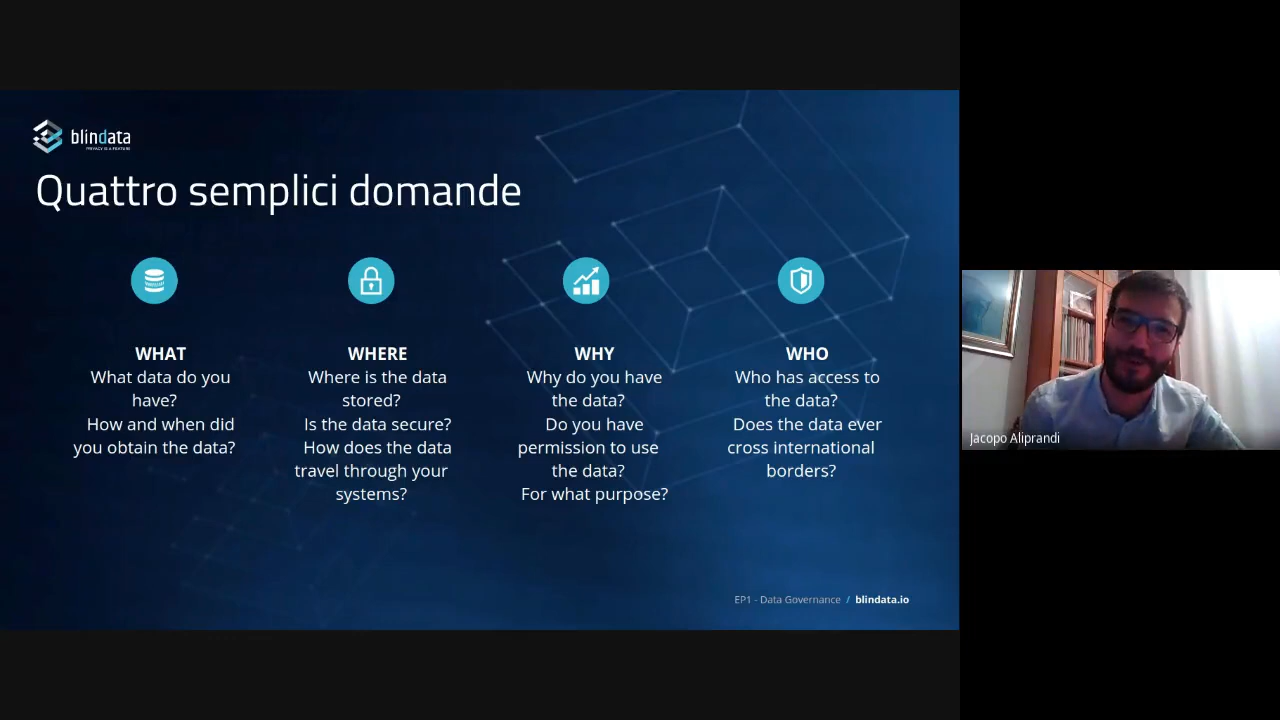 blindata
PRIVACY IS A FEATURE
Quattro semplici domande
WHAT
What data do you
have?
How and when did
you obtain the data?
WHERE
Where is the data
stored?
Is the data secure?
How does the data
travel through your
systems?
WHY
Why do you have
the data?
Do you have
permission to use
the data?
For what purpose?
WHO
Who has access to
the data?
Does the data ever
cross international
borders?
EP1 - Data Governance / blindata.io
Jacopo Aliprandi